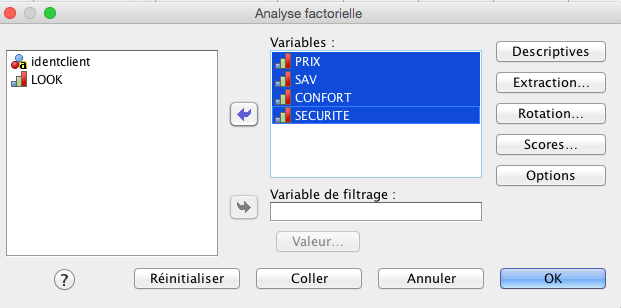 Analyse factorielle
identclient
LOOK
Variables :
PRIX
SAV
CONFORT
SECURITE
Variable de filtrage :
Valeur...
Descriptives
Extraction...
Rotation...
Scores...
Options
?
Réinitialiser
Coller
Annuler
OK